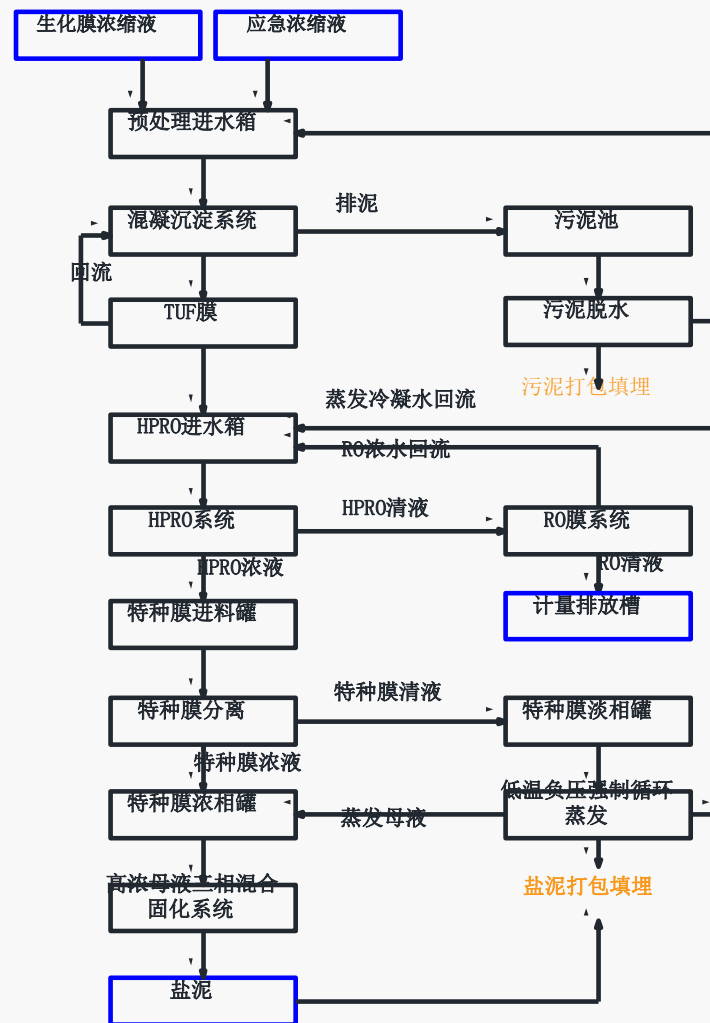 生化膜浓缩液
应急浓缩液
预处理进水箱
混凝沉淀系统
排泥
污泥池
回流
TUF膜
污泥脱水
污泥打包填埋
蒸发冷凝水回流
HPRO进水箱
RO浓水回流
HPRO系统
HPRO清液
RO膜系统
HPRO浓液
RO清液
特种膜进料罐
计量排放槽
特种膜分离
特种膜清液
特种膜淡相罐
特种膜浓液
特种膜浓相罐
蒸发母液
低温负压强制循环
蒸发
高浓母液三相混合
固化系统
盐泥打包填埋
盐泥